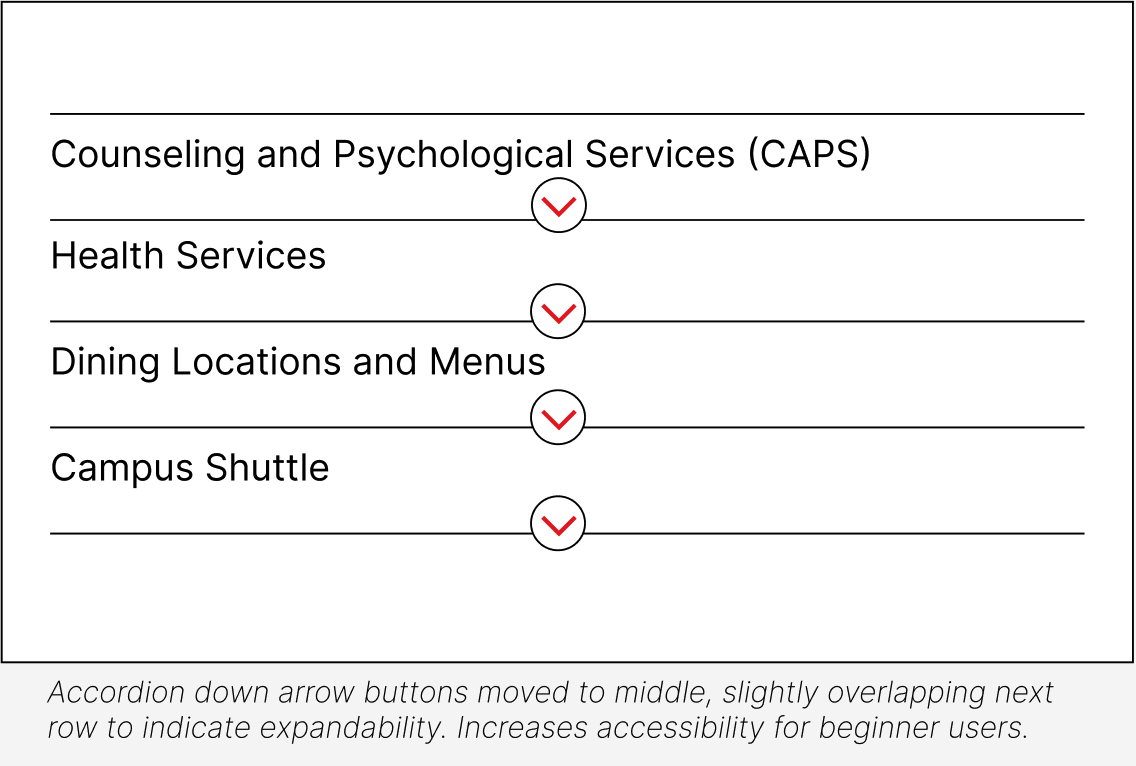 Counseling and Psychological Services (CAPS)
Health Services
Dining Locations and Menus
Campus Shuttle
Accordion down arrow buttons moved to middle, slightly overlapping next
row to indicate expandability. Increases accessibility for beginner users.